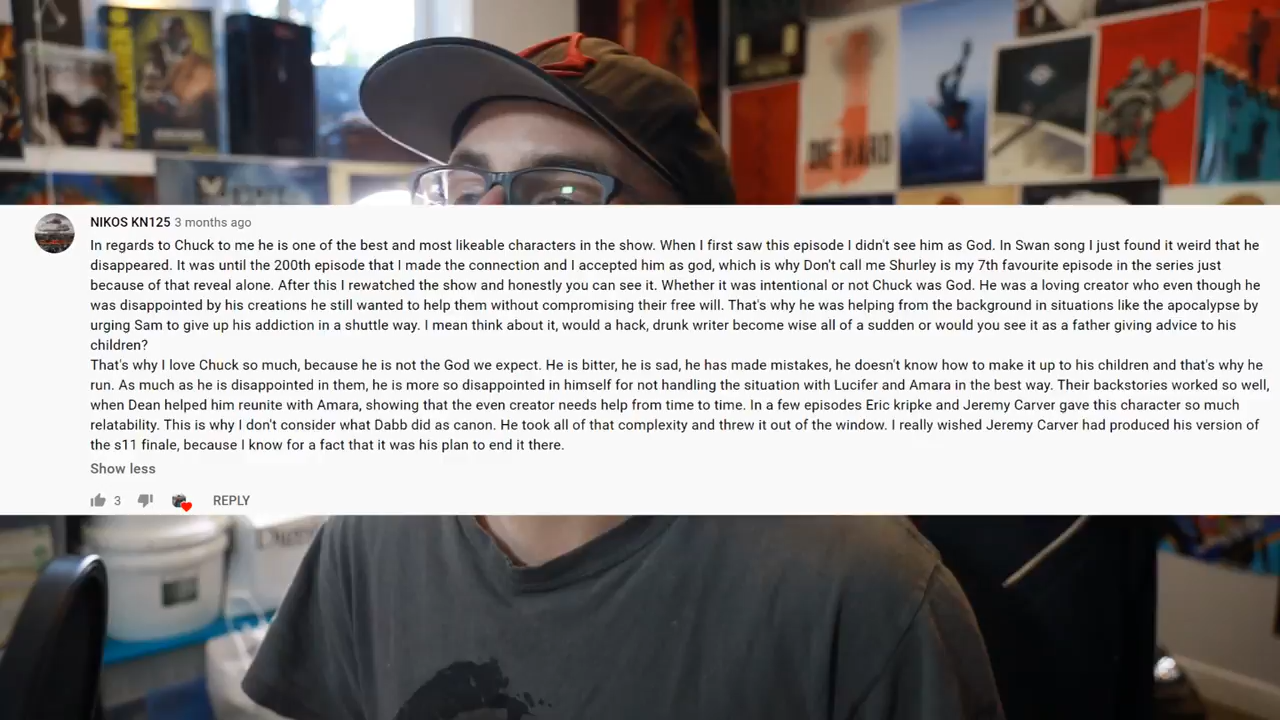 DIE HARD
NIKOS KN125 3 months ago
In regards to Chuck to me he is one of the best and most likeable characters in the show. When I first saw this episode I didn't see him as God. In Swan song I just found it weird that he
disappeared. It was until the 200th episode that I made the connection and I accepted him as god, which is why Don't call me Shurley is my 7th favourite episode in the series just
because of that reveal alone. After this I rewatched the show and honestly you can see it. Whether it was intentional or not Chuck was God. He was a loving creator who even though he
was disappointed by his creations he still wanted to help them without compromising their free will. That's why he was helping from the background in situations like the apocalypse by
urging Sam to give up his addiction in a shuttle way. I mean think about it, would a hack, drunk writer become wise all of a sudden or would you see it as a father giving advice to his
children?
That's why I love Chuck so much, because he is not the God we expect. He is bitter, he is sad, he has made mistakes, he doesn't know how to make it up to his children and that's why he
run. As much as he is disappointed in them, he is more so disappointed in himself for not handling the situation with Lucifer and Amara in the best way. Their backstories worked so well,
when Dean helped him reunite with Amara, showing that the even creator needs help from time to time. In a few episodes Eric kripke and Jeremy Carver gave this character so much
relatability. This is why I don't consider what Dabb did as canon. He took all of that complexity and threw it out of the window. I really wished Jeremy Carver had produced his version of
the s11 finale, because I know for a fact that it was his plan to end it there.
Show less
3 REPLY